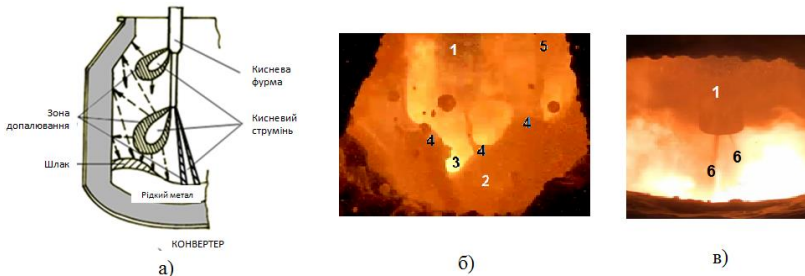 Киснева
фурма
Зона
допалювання
Кисневий
струмінь
Шлак
Рідкий метал
КОНВЕРТЕР
а)
1
5
4
4
4
3
2
б)
1
6
6
в)